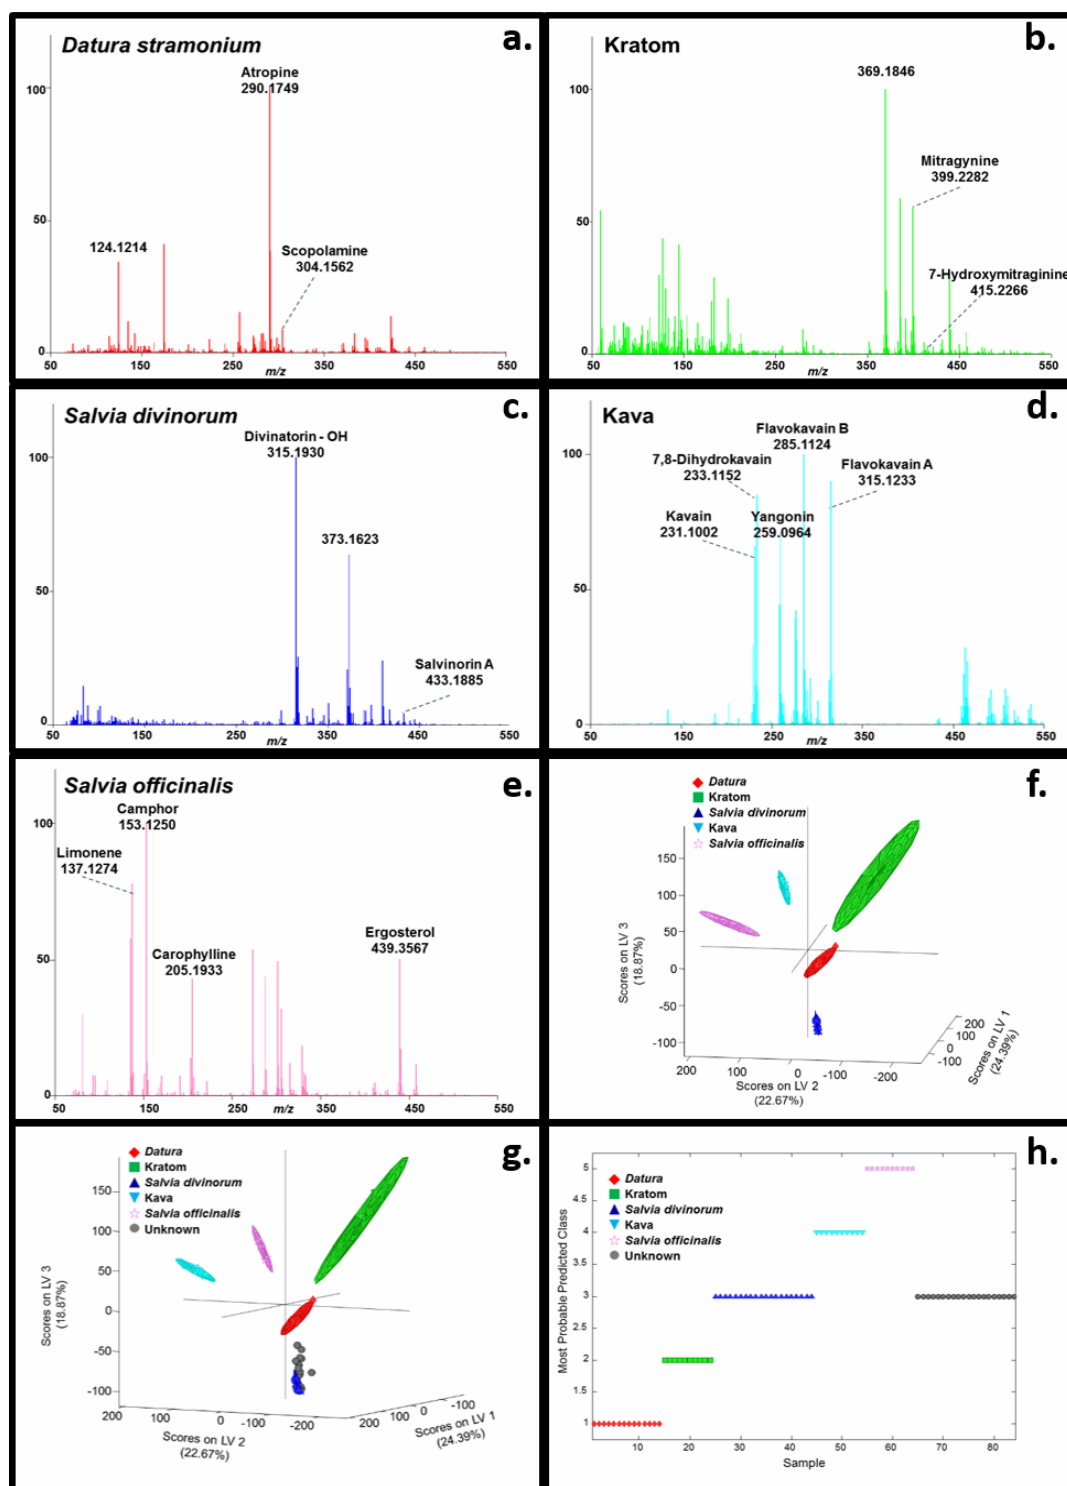 a.
Datura stramonium
Atropine
290.1749
100
50
0
124.1214
Scopolamine
304.1562
50
150
250
350
450
550
m/z
b.
Kratom
369.1846
100
50
0
Mitragynine
399.2282
7-Hydroxymitraginine
415.2266
50
150
250
350
450
550
m/z
c.
Salvia divinorum
Divinatorin - OH
315.1930
100
50
0
373.1623
Salvinorin A
433.1885
50
150
250
350
450
550
m/z
d.
Kava
Flavokavain B
285.1124
100
50
0
7,8-Dihydrokavain
233.1152
Flavokavain A
315.1233
Kavain
231.1002
Yangonin
259.0964
50
150
250
350
450
550
m/z
e.
Salvia officinalis
Camphor
153.1250
100
50
0
Limonene
137.1274
Carophylline
205.1933
Ergosterol
439.3567
50
150
250
350
450
550
m/z
f.
Datura
Kratom
Salvia divinorum
Kava
Salvia officinalis
150
100
50
0
-50
-100
Scores on LV 3
(18.87%)
200
100
0
-100
-200
Scores on LV 2
(22.67%)
200
100
0
-100
Scores on LV 1
(24.39%)
g.
Datura
Kratom
Salvia divinorum
Kava
Salvia officinalis
Unknown
150
100
50
0
-50
-100
Scores on LV 3
(18.87%)
200
100
0
-100
-200
Scores on LV 2
(22.67%)
-100
0
100
200
Scores on LV 1
(24.39%)
h.
Datura
Kratom
Salvia divinorum
Kava
Salvia officinalis
Unknown
5
4.5
4
3.5
3
2.5
2
1.5
1
Most Probable Predicted Class
10
20
30
40
50
60
70
80
Sample